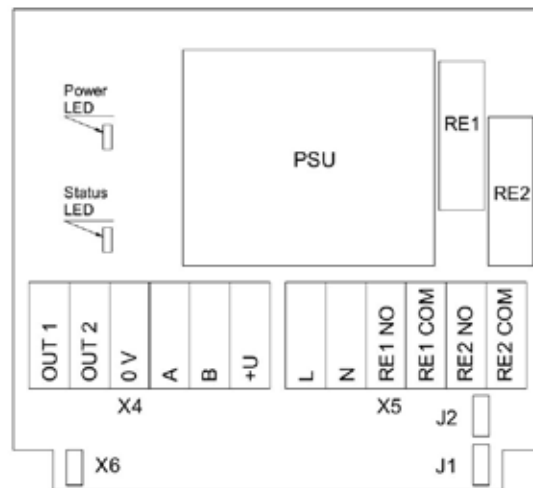 Power
LED
PSU
RE1
RE2
Status
LED
OUT 1
OUT 2
0 V
A
B
+U
L
N
RE1 NO
RE1 COM
RE2 NO
RE2 COM
X4
X5
J2
X6
J1